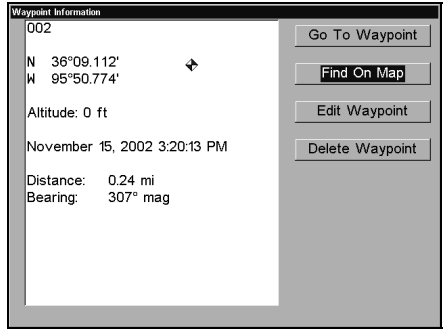 Waypoint Information
002
N 36°09.112'
W 95°50.774'
Altitude: 0 ft
November 15, 2002 3:20:13 PM
Distance: 0.24 mi
Bearing: 307° mag
Go To Waypoint
Find On Map
Edit Waypoint
Delete Waypoint